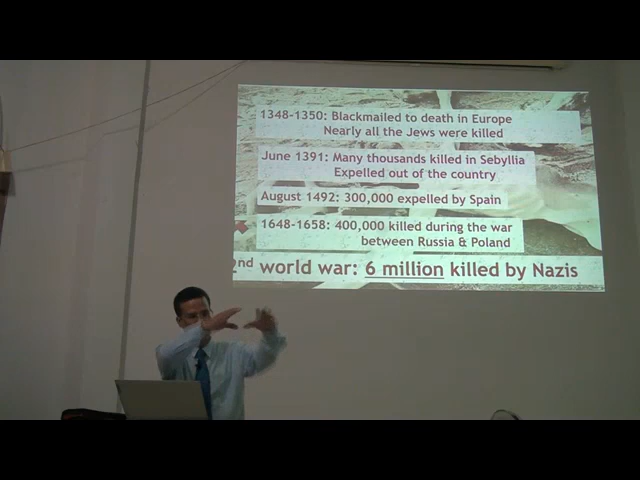 1348-1350: Blackmailed to death in Europe
Nearly all the Jews were killed
June 1391: Many thousands killed in Sebyllia
Expelled out of the country
August 1492: 300,000 expelled by Spain
1648-1658: 400,000 killed during the war
between Russia & Poland
2nd world war: 6 million killed by Nazis